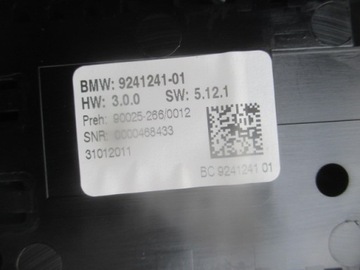 BMW: 9241241-01
HW: 3.0.0 SW: 5.12.1
Preh: 90025-266/0012
SNR: 0000468433
31012011
BC 9241241 01